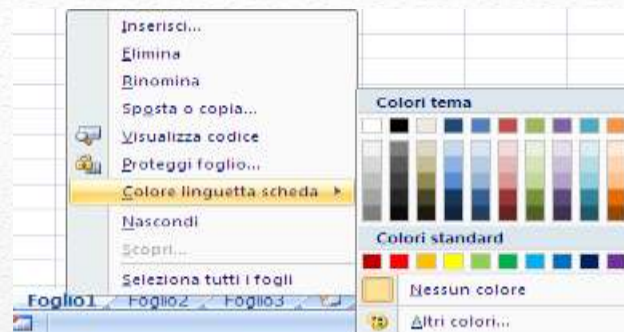 Inserisci...
Elimina
Rinomina
Sposta o copia...
Visualizza codice
Proteggi foglio...
Colore linguetta scheda
Nascondi
Scopri...
Seleziona tutti i fogli
Foglio1 Foglio2 Foglio3
Colori tema
Colori standard
Nessun colore
Altri colori...